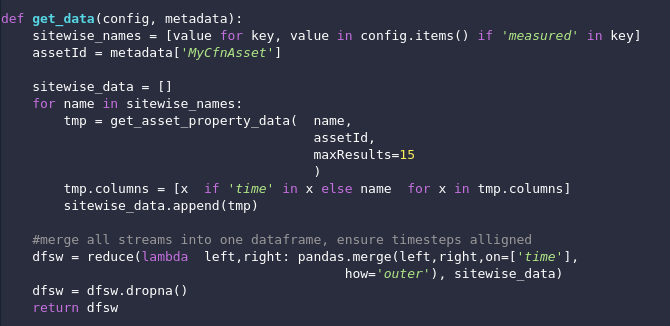 def get_data(config, metadata):
    sitewise_names = [value for key, value in config.items() if 'measured' in key]
    assetId = metadata['MyCfnAsset']

    sitewise_data = []
    for name in sitewise_names:
        tmp = get_asset_property_data(  name,
                                        assetId,
                                        maxResults=15
                                        )
        tmp.columns = [x  if 'time' in x else name  for x in tmp.columns]
        sitewise_data.append(tmp)

    #merge all streams into one dataframe, ensure timesteps alligned
    dfsw = reduce(lambda  left,right: pandas.merge(left,right,on=['time'],
                                            how='outer'), sitewise_data)
    dfsw = dfsw.dropna()
    return dfsw